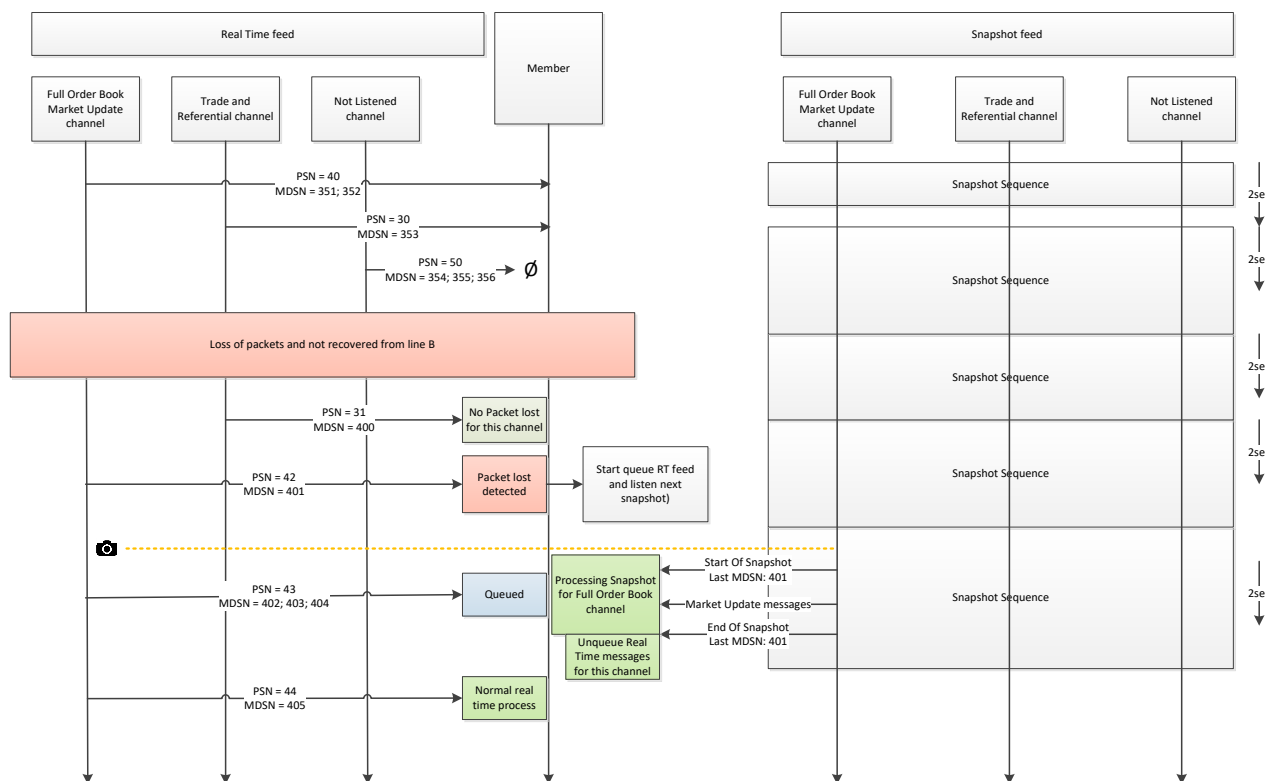 Real Time feed
Member
Snapshot feed
Full Order Book
Market Update
channel
Trade and
Referential channel
Not Listened
channel
Full Order Book
Market Update
channel
Trade and
Referential channel
Not Listened
channel
PSN = 40
MDSN = 351; 352
Snapshot Sequence
2se
PSN = 30
MDSN = 353
PSN = 50
MDSN = 354; 355; 356
Ø
Snapshot Sequence
2se
Loss of packets and not recovered from line B
Snapshot Sequence
2se
PSN = 31
MDSN = 400
No Packet lost
for this channel
PSN = 42
MDSN = 401
Packet lost
detected
Start queue RT feed
and listen next
snapshot)
Snapshot Sequence
2se
Start Of Snapshot
Last MDSN: 401
PSN = 43
MDSN = 402; 403; 404
Queued
Processing Snapshot
for Full Order Book
channel
Market Update messages
Snapshot Sequence
2se
End Of Snapshot
Last MDSN: 401
Unqueue Real
Time messages
for this channel
PSN = 44
MDSN = 405
Normal real
time process